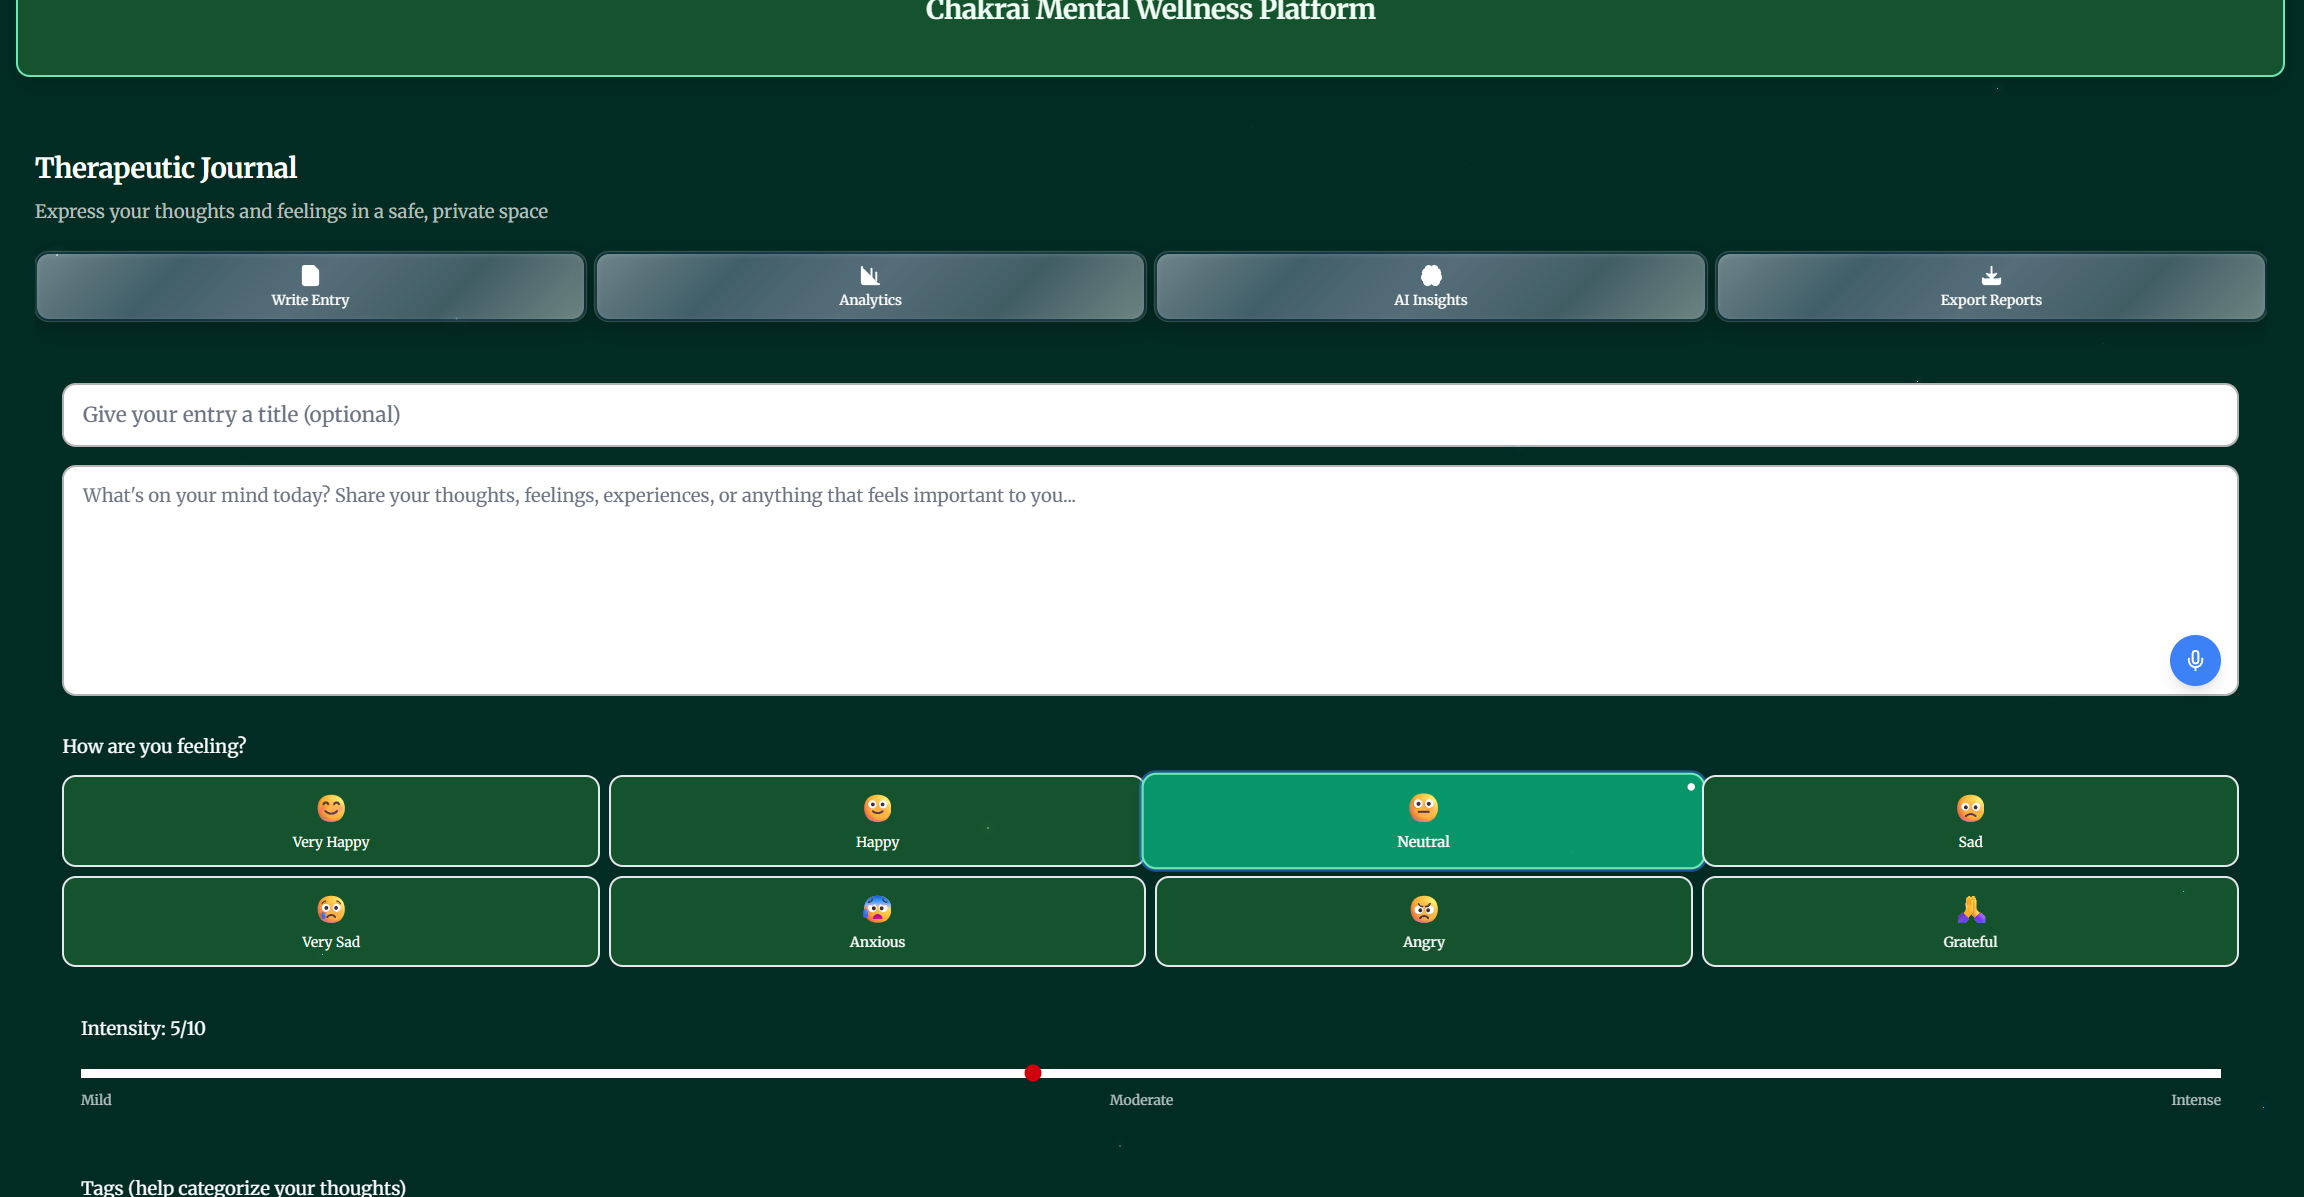 Chakrai Mental Wellness Platform
Therapeutic Journal
Express your thoughts and feelings in a safe, private space
Write Entry
Analytics
AI Insights
Export Reports
Give your entry a title (optional)
What's on your mind today? Share your thoughts, feelings, experiences, or anything that feels important to you...
How are you feeling?
Very Happy
Happy
Neutral
Sad
Very Sad
Anxious
Angry
Grateful
Intensity: 5/10
Mild
Moderate
Intense
Tags (help categorize your thoughts)